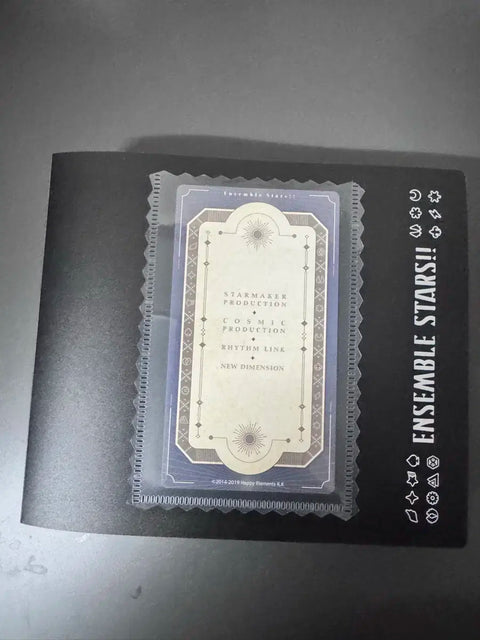 Ensemble Stars!!
STARMAKER
PRODUCTION
COSMIC
PRODUCTION
RHYTHM LINK
NEW DIMENSION
©2014-2019 Happy Elements K.K
ENSEMBLE STARS!!